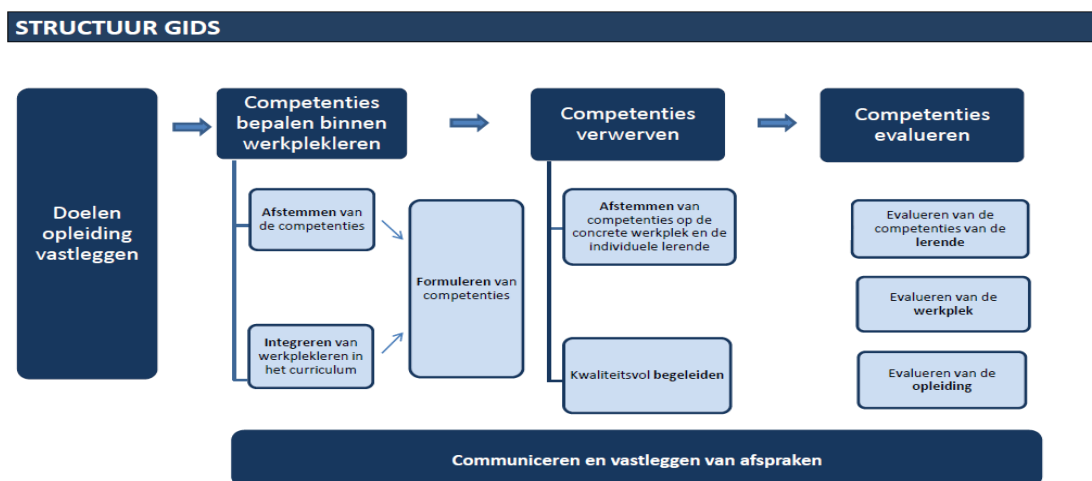 STRUCTUUR GIDS
Doelen
opleiding
vastleggen
Competenties
bepalen binnen
werkplekleren
Afstemmen van
de competenties
Integreren van
werkplekleren in
het curriculum
Formuleren van
competenties
Competenties
verwerven
Afstemmen van
competenties op de
concrete werkplek en de
individuele lerende
Kwaliteitsvol begeleiden
Competenties
evalueren
Evalueren van de
competenties van de
lerende
Evalueren van de
werkplek
Evalueren van de
opleiding
Communiceren en vastleggen van afspraken